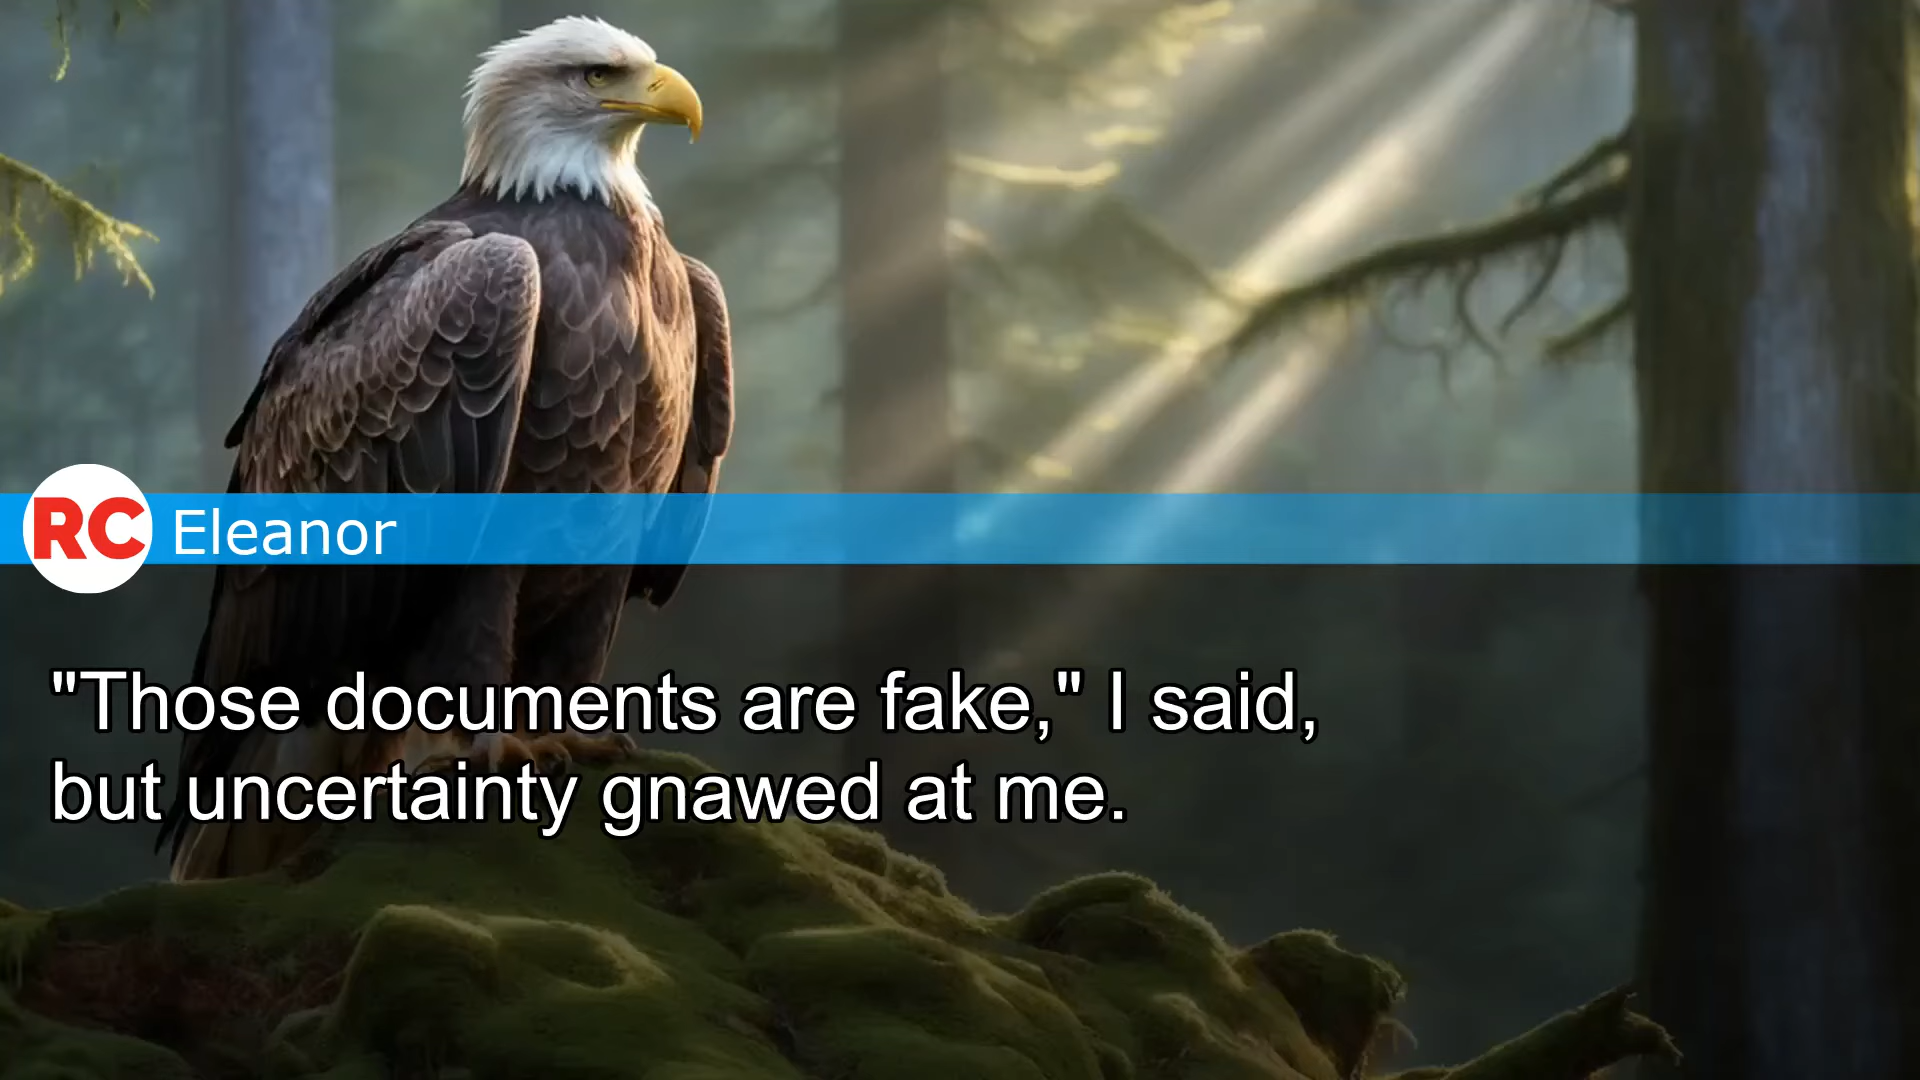 RC Eleanor
"Those documents are fake," I said,
but uncertainty gnawed at me.